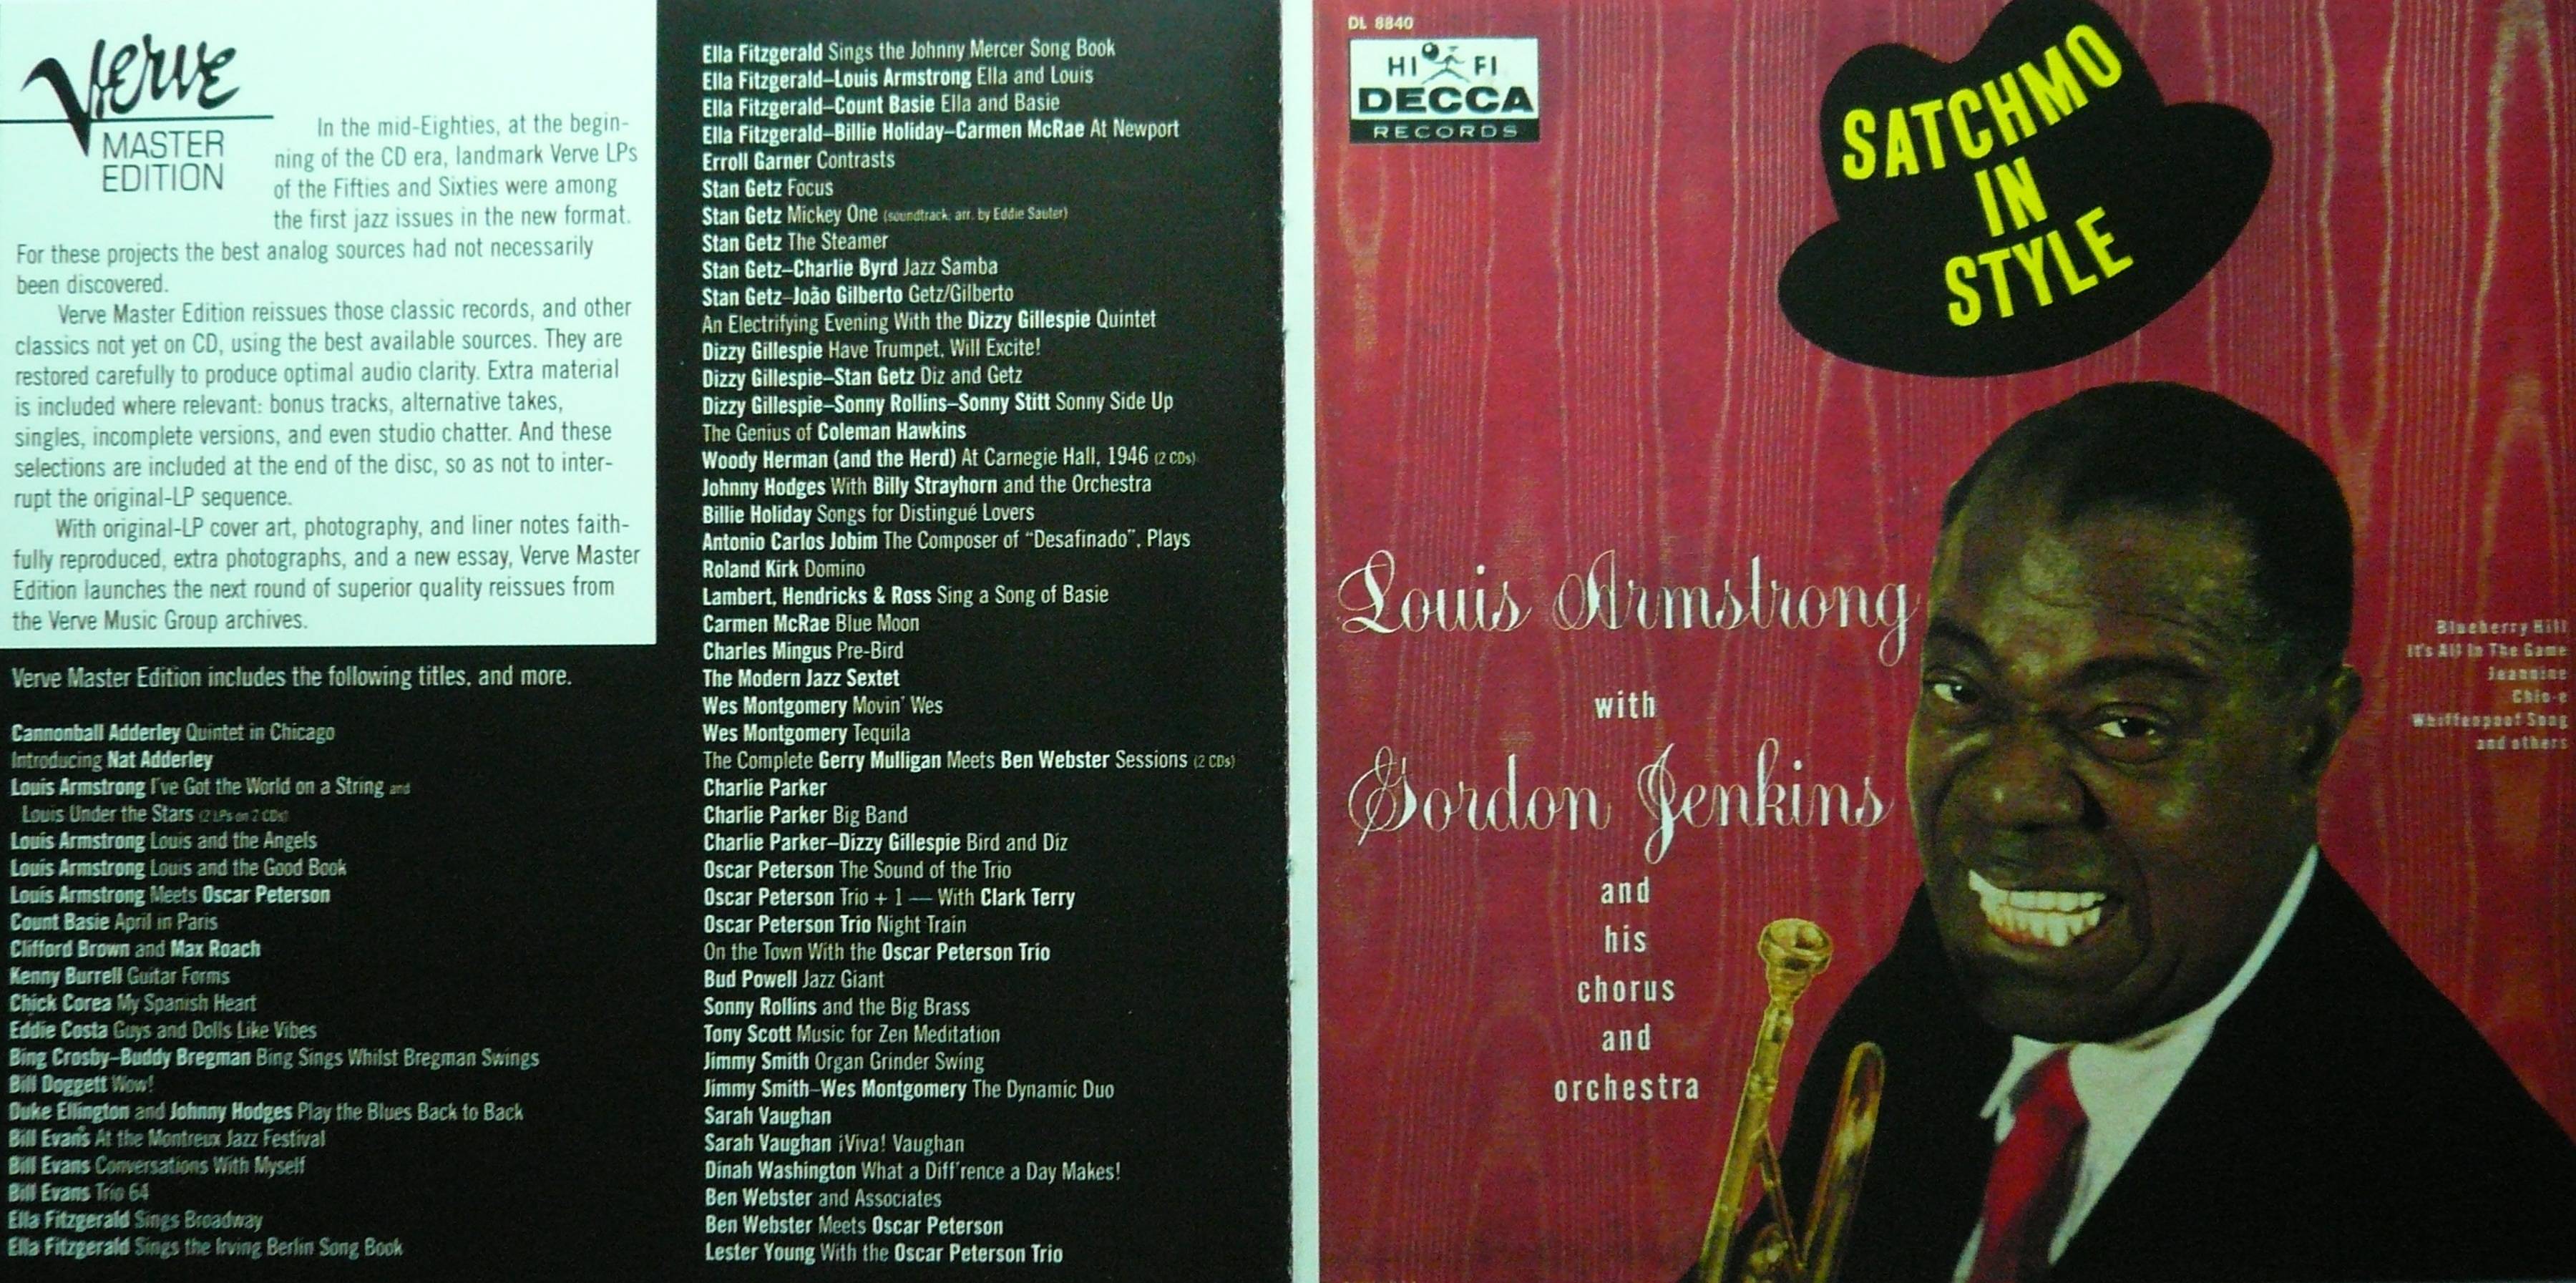 Verve
MASTER
EDITION
In the mid-Eighties, at the begin-
ning of the CD era, landmark Verve LPs
of the Fifties and Sixties were among
the first jazz issues in the new format.
For these projects the best analog sources had not necessarily
been discovered.
Verve Master Edition reissues those classic records, and other
classics not yet on CD, using the best available sources. They are
restored carefully to produce optimal audio clarity. Extra material
is included where relevant: bonus tracks, alternative takes,
singles, incomplete versions, and even studio chatter. And these
selections are included at the end of the disc, so as not to inter-
rupt the original-LP sequence.
With original-LP cover art, photography, and liner notes faith-
fully reproduced, extra photographs, and a new essay, Verve Master
Edition launches the next round of superior quality reissues from
the Verve Music Group archives.
Verve Master Edition includes the following titles, and more.
Cannonball Adderley Quintet in Chicago
Introducing Nat Adderley
Louis Armstrong I've Got the World on a String and
Louis Under the Stars (2 LPs on 2 CDs)
Louis Armstrong Louis and the Angels
Louis Armstrong Louis and the Good Book
Louis Armstrong Meets Oscar Peterson
Count Basie April in Paris
Clifford Brown and Max Roach
Kenny Burrell Guitar Forms
Chick Corea My Spanish Heart
Eddie Costa Guys and Dolls Like Vibes
Bing Crosby–Buddy Bregman Bing Sings Whilst Bregman Swings
Bill Doggett Wow!
Duke Ellington and Johnny Hodges Play the Blues Back to Back
Bill Evans At the Montreux Jazz Festival
Bill Evans Conversations With Myself
Bill Evans Trio 64
Ella Fitzgerald Sings Broadway
Ella Fitzgerald Sings the Irving Berlin Song Book
Ella Fitzgerald Sings the Johnny Mercer Song Book
Ella Fitzgerald–Louis Armstrong Ella and Louis
Ella Fitzgerald–Count Basie Ella and Basie
Ella Fitzgerald–Billie Holiday–Carmen McRae At Newport
Erroll Garner Contrasts
Stan Getz Focus
Stan Getz Mickey One (soundtrack, arr. by Eddie Sauter)
Stan Getz The Steamer
Stan Getz–Charlie Byrd Jazz Samba
Stan Getz–João Gilberto Getz/Gilberto
An Electrifying Evening With the Dizzy Gillespie Quintet
Dizzy Gillespie Have Trumpet, Will Excite!
Dizzy Gillespie–Stan Getz Diz and Getz
Dizzy Gillespie–Sonny Rollins–Sonny Stitt Sonny Side Up
The Genius of Coleman Hawkins
Woody Herman (and the Herd) At Carnegie Hall, 1946 (2 CDs)
Johnny Hodges With Billy Strayhorn and the Orchestra
Billie Holiday Songs for Distingué Lovers
Antonio Carlos Jobim The Composer of “Desafinado”, Plays
Roland Kirk Domino
Lambert, Hendricks & Ross Sing a Song of Basie
Carmen McRae Blue Moon
Charles Mingus Pre-Bird
The Modern Jazz Sextet
Wes Montgomery Movin' Wes
Wes Montgomery Tequila
The Complete Gerry Mulligan Meets Ben Webster Sessions (2 CDs)
Charlie Parker
Charlie Parker Big Band
Charlie Parker–Dizzy Gillespie Bird and Diz
Oscar Peterson The Sound of the Trio
Oscar Peterson Trio + 1 — With Clark Terry
Oscar Peterson Trio Night Train
On the Town With the Oscar Peterson Trio
Bud Powell Jazz Giant
Sonny Rollins and the Big Brass
Tony Scott Music for Zen Meditation
Jimmy Smith Organ Grinder Swing
Jimmy Smith–Wes Montgomery The Dynamic Duo
Sarah Vaughan
Sarah Vaughan ¡Viva! Vaughan
Dinah Washington What a Diff'rence a Day Makes!
Ben Webster and Associates
Ben Webster Meets Oscar Peterson
Lester Young With the Oscar Peterson Trio
DL 8840
HI FI
DECCA
RECORDS
SATCHMO
IN
STYLE
Louis Armstrong
with
Gordon Jenkins
and
his
chorus
and
orchestra
Blueberry Hill
It's All In The Game
Jeannine
Chlo-e
Whiffenpoof Song
and others